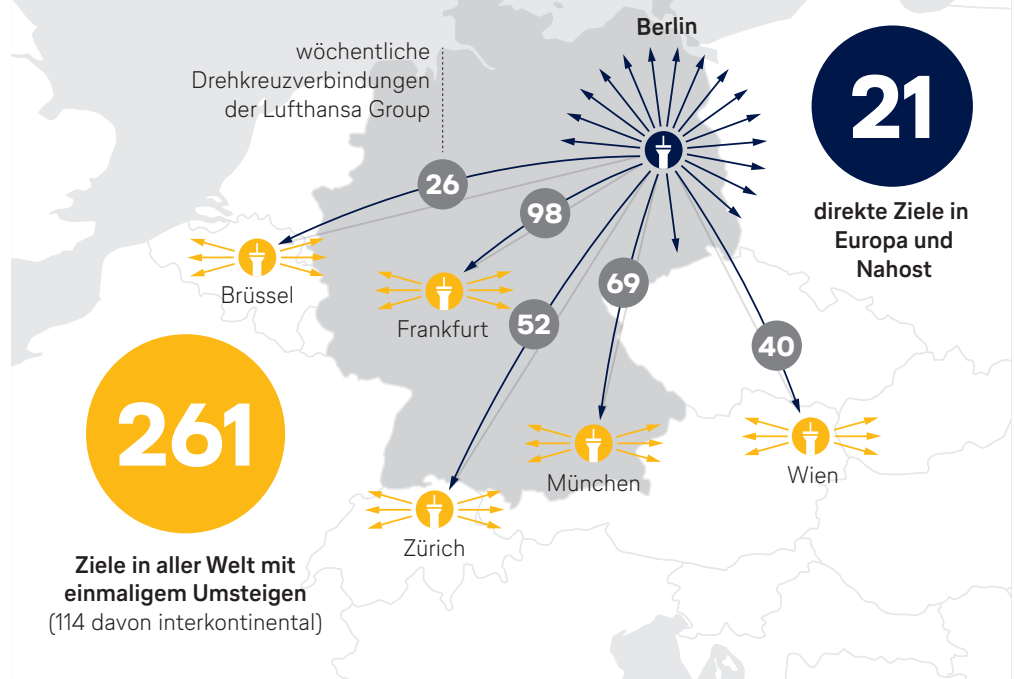 Berlin
wöchentliche
Drehkreuzverbindungen
der Lufthansa Group
21
direkte Ziele in
Europa und
Nahost
26
98
69
52
40
Brüssel
Frankfurt
München
Wien
Zürich
261
Ziele in aller Welt mit
einmaligem Umsteigen
(114 davon interkontinental)